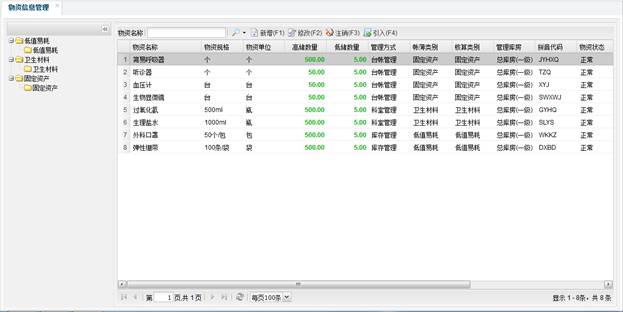 物资信息管理
物资名称 新增(F1) 修改(F2) 注销(F3) 引入(F4)
低值易耗
低值易耗
卫生材料
卫生材料
固定资产
固定资产
物资名称 物资规格 物资单位 高储数量 低储数量 管理方式 帐薄类别 核算类别 管理库房 拼音代码 物资状态
1 简易呼吸器 个 个 500.00 5.00 台帐管理 固定资产 固定资产 总库房(一级) JYHXQ 正常
2 听诊器 个 个 50.00 5.00 台帐管理 固定资产 固定资产 总库房(一级) TZQ 正常
3 血压计 台 台 50.00 5.00 台帐管理 固定资产 固定资产 总库房(一级) XYJ 正常
4 生物显微镜 台 台 50.00 5.00 台帐管理 固定资产 固定资产 总库房(一级) SWXWJ 正常
5 过氧化氢 500ml 瓶 500.00 5.00 科室管理 卫生材料 卫生材料 总库房(一级) GYHQ 正常
6 生理盐水 1000ml 瓶 500.00 5.00 科室管理 卫生材料 卫生材料 总库房(一级) SLYS 正常
7 外科口罩 50个/包 包 500.00 5.00 库存管理 低值易耗 低值易耗 总库房(一级) WKKZ 正常
8 弹性绷带 100条/袋 袋 500.00 5.00 库存管理 低值易耗 低值易耗 总库房(一级) DXBD 正常
第 1 页,共 1 页 每页100条 显示 1 - 8条，共 8 条